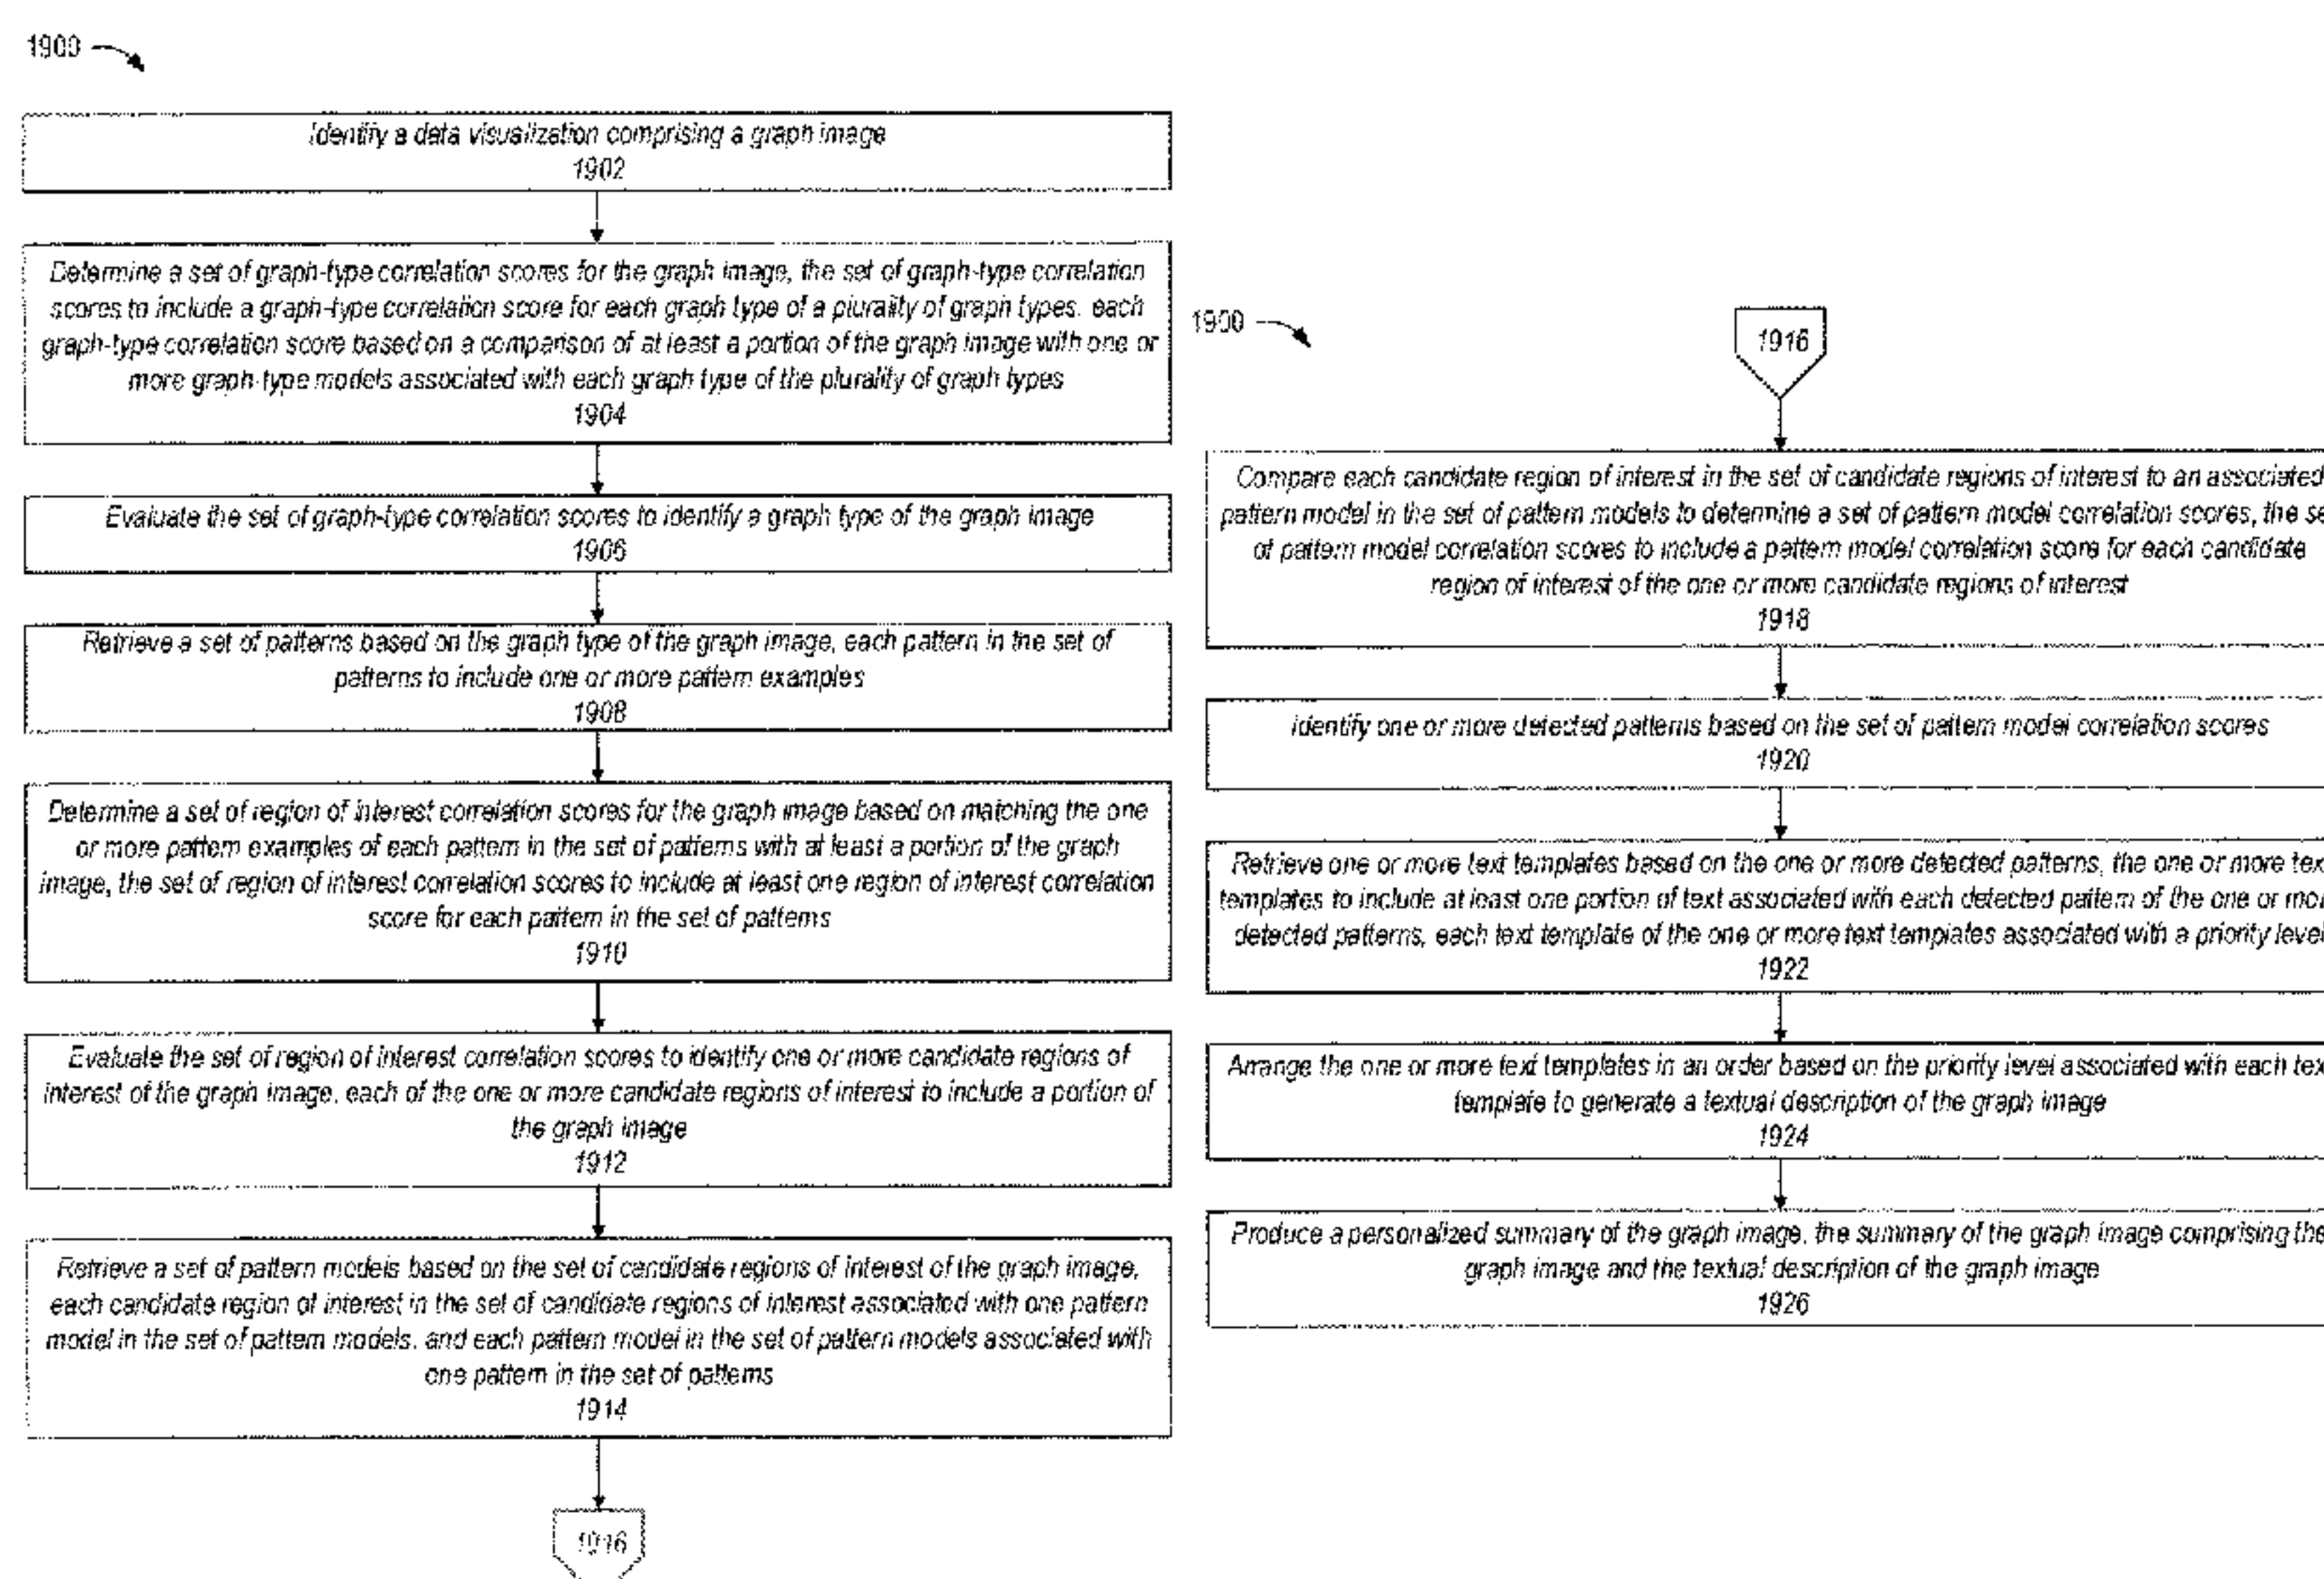 1900
Identify a data visualization comprising a graph image
1902
Determine a set of graph-type correlation scores for the graph image, the set of graph-type correlation
scores to include a graph-type correlation score for each graph type of a plurality of graph types, each
graph-type correlation score based on a comparison of at least a portion of the graph image with one or
more graph-type models associated with each graph type of the plurality of graph types
1904
Evaluate the set of graph-type correlation scores to identify a graph type of the graph image
1906
Retrieve a set of patterns based on the graph type of the graph image, each pattern in the set of
patterns to include one or more pattern examples
1908
Determine a set of region of interest correlation scores for the graph image based on matching the one
or more pattern examples of each pattern in the set of patterns with at least a portion of the graph
image, the set of region of interest correlation scores to include at least one region of interest correlation
score for each pattern in the set of patterns
1910
Evaluate the set of region of interest correlation scores to identify one or more candidate regions of
interest of the graph image, each of the one or more candidate regions of interest to include a portion of
the graph image
1912
Retrieve a set of pattern models based on the set of candidate regions of interest of the graph image,
each candidate region of interest in the set of candidate regions of interest associated with one pattern
model in the set of pattern models, and each pattern model in the set of pattern models associated with
one pattern in the set of patterns
1914
1916
1900
1916
Compare each candidate region of interest in the set of candidate regions of interest to an associated
pattern model in the set of pattern models to determine a set of pattern model correlation scores, the se
of pattern model correlation scores to include a pattern model correlation score for each candidate
region of interest of the one or more candidate regions of interest
1918
Identify one or more detected patterns based on the set of pattern model correlation scores
1920
Retrieve one or more text templates based on the one or more detected patterns, the one or more tex
templates to include at least one portion of text associated with each detected pattern of the one or mor
detected patterns, each text template of the one or more text templates associated with a priority level
1922
Arrange the one or more text templates in an order based on the priority level associated with each tex
template to generate a textual description of the graph image
1924
Produce a personalized summary of the graph image, the summary of the graph image comprising the
graph image and the textual description of the graph image
1926